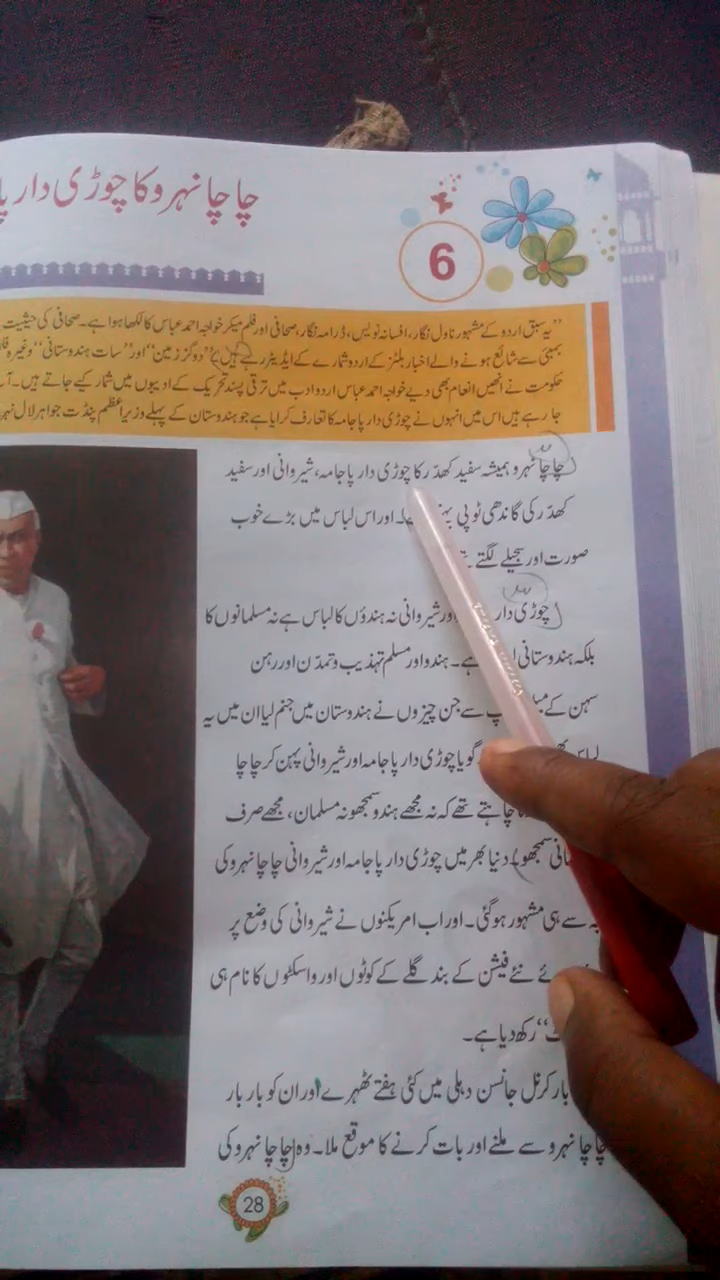 چاچا نہرو کا چوڑی دار پا
6
”یہ سبق اردو کے مشہور ناول نگار، افسانہ نویس، ڈرامہ نگار، صحافی اور فلم میکر خواجہ احمد عباس کا لکھا ہوا ہے۔ صحافی کی حیثیت
بمبئی سے شائع ہونے والے اخبار بلٹز کے اردو شمارے کے ایڈیٹر رہے ہیں۔ ”دو گز زمین“ اور ”سات ہندوستانی“ وغیرہ
حکومت نے انھیں انعام بھی دیے خواجہ احمد عباس اردو ادب میں ترقی پسند تحریک کے ادیبوں میں شمار کیے جاتے ہیں۔
جا رہے ہیں اس میں انہوں نے چوڑی دار پاجامہ کا تعارف کرایا ہے جو ہندوستان کے پہلے وزیر اعظم پنڈت جواہر لال نہر
چاچا نہرو ہمیشہ سفید کھدّر کا چوڑی دار پاجامہ، شیروانی اور سفید
کھدّر کی گاندھی ٹوپی اور اس لباس میں بڑے خوب
صورت اور سجیلے لگتے
چوڑی دار اور شیروانی نہ ہندوؤں کا لباس ہے نہ مسلمانوں کا
بلکہ ہندوستانی ہے۔ ہندو اور مسلم تہذیب و تمدّن اور رہن
سہن کے سے جن چیزوں نے ہندوستان میں جنم لیا ان میں یہ
گویا چوڑی دار پاجامہ اور شیروانی پہن کر چاچا
چاہتے تھے کہ نہ مجھے ہندو سمجھو نہ مسلمان، مجھے صرف
سمجھو۔ دنیا بھر میں چوڑی دار پاجامہ اور شیروانی چاچا نہرو کی
سے ہی مشہور ہو گئی۔ اور اب امریکنوں نے شیروانی کی وضع پر
نئے فیشن کے بند گلے کے کوٹوں اور واسکٹوں کا نام ہی
رکھ دیا ہے۔
بار کرنل جانسن دہلی میں کئی ہفتے ٹھہرے اور ان کو بار بار
چاچا نہرو سے ملنے اور بات کرنے کا موقع ملا۔ وہ چاچا نہرو کی
28